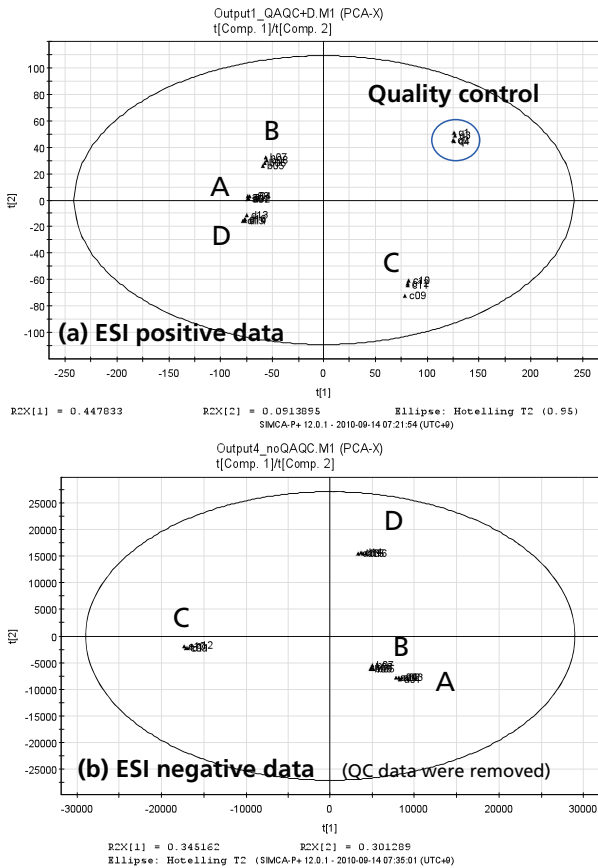 Output1_QAQC+D.M1 (PCA-X)
t[Comp. 1]/t[Comp. 2]
100
80
60
40
20
0
-20
-40
-60
-80
-100
t[2]
Quality control
B
A
D
C
d13
c10
c09
(a) ESI positive data
-250 -200 -150 -100 -50 0 50 100 150 200 250
t[1]
R2X[1] = 0.447833 R2X[2] = 0.0913895 Ellipse: Hotelling T2 (0.95)
SIMCA-P+ 12.0.1 - 2010-09-14 07:21:54 (UTC+9)
Output4_noQAQC.M1 (PCA-X)
t[Comp. 1]/t[Comp. 2]
25000
20000
15000
10000
5000
0
-5000
-10000
-15000
-20000
-25000
t[2]
D
C
B
A
(b) ESI negative data (QC data were removed)
-30000 -20000 -10000 0 10000 20000 30000
t[1]
R2X[1] = 0.345162 R2X[2] = 0.301289
Ellipse: Hotelling T2 (SIMCA-P+ 12.0.1 - 2010-09-14 07:35:01 (UTC+9)